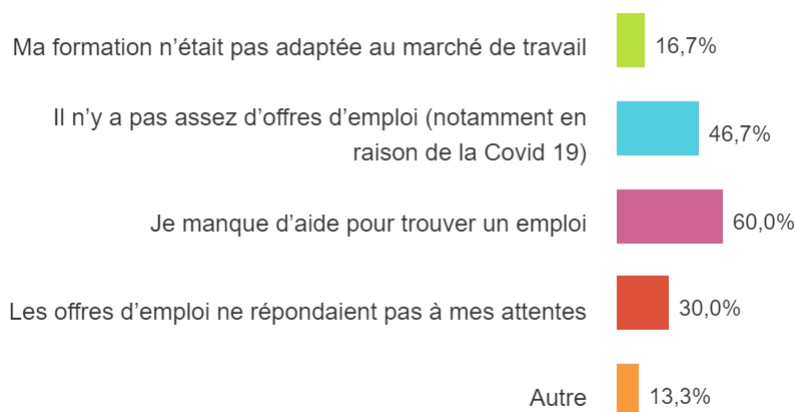 Ma formation n'était pas adaptée au marché de travail 16,7%
Il n'y a pas assez d'offres d'emploi (notamment en
raison de la Covid 19) 46,7%
Je manque d'aide pour trouver un emploi 60,0%
Les offres d'emploi ne répondaient pas à mes attentes 30,0%
Autre 13,3%